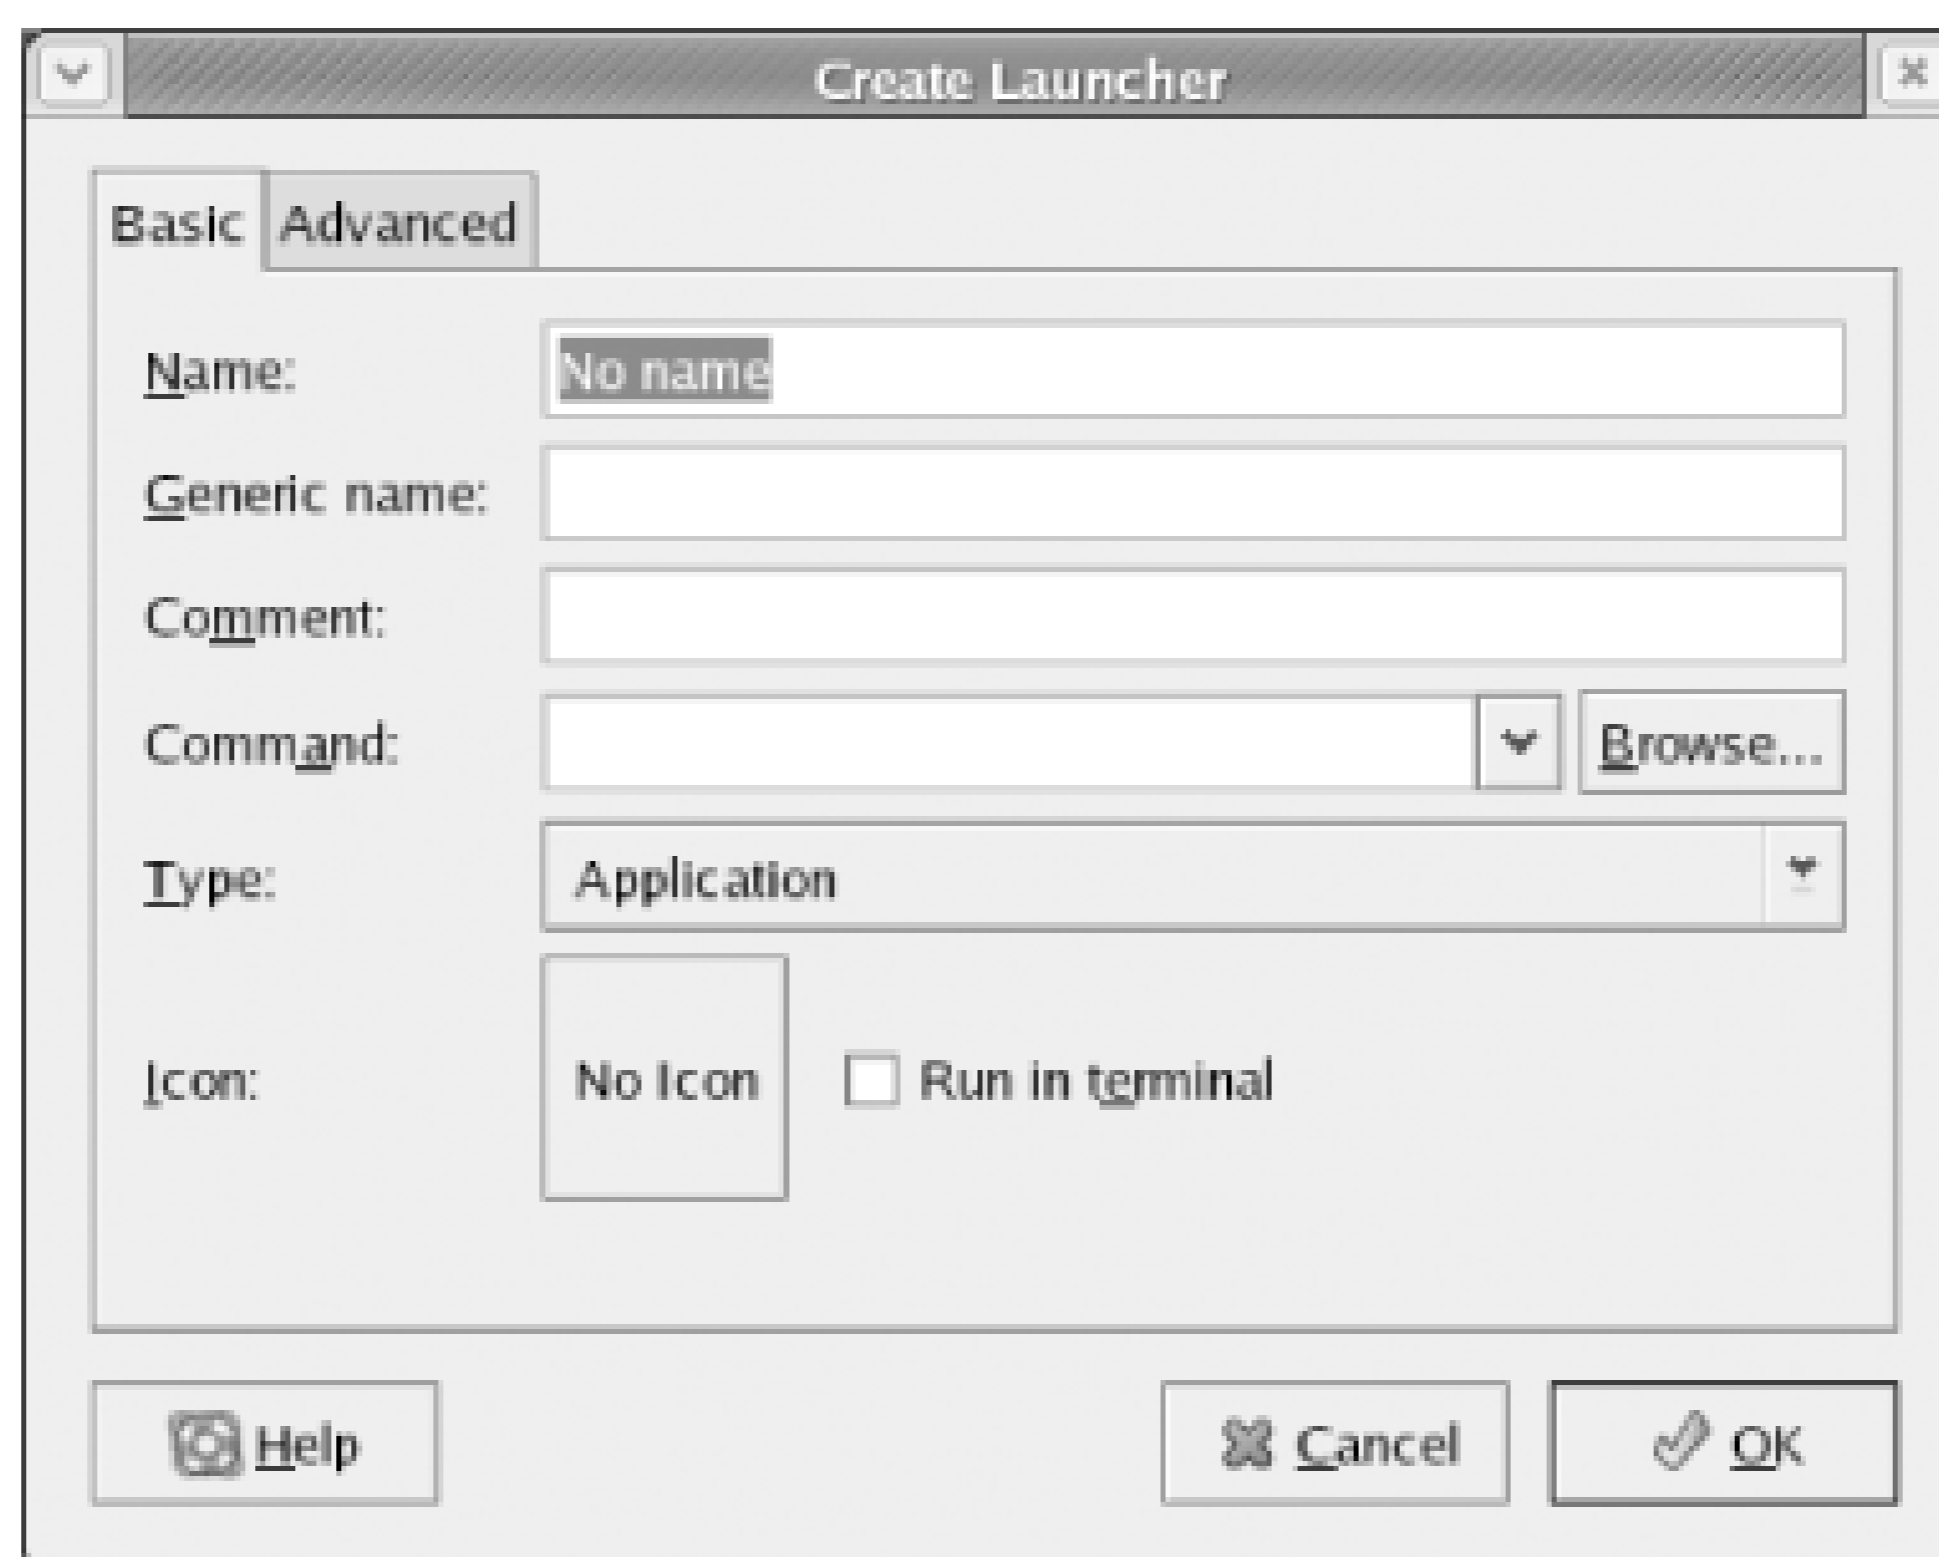 Create Launcher
Basic Advanced
Name: No name
Generic name:
Comment:
Command: Browse...
Type: Application
Icon: No Icon Run in terminal
Help Cancel OK